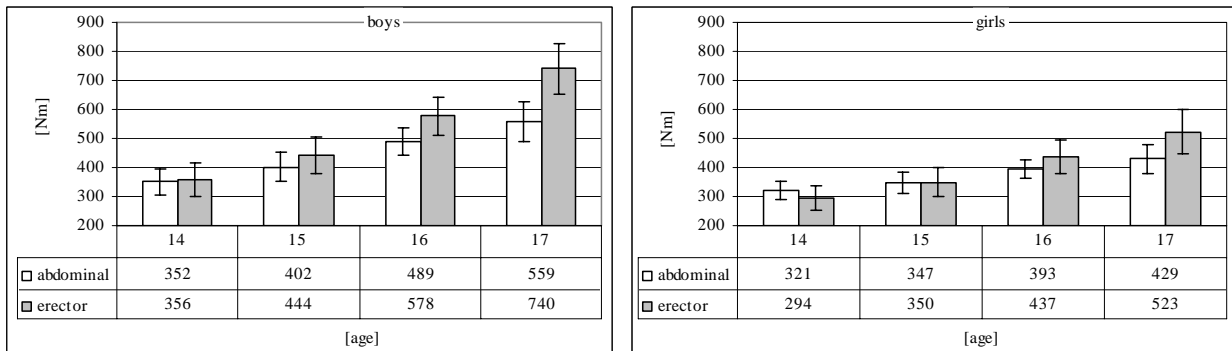 boys
900
800
700
600
500
400
300
200
[Nm]
14 15 16 17
abdominal 352 402 489 559
erector 356 444 578 740
[age]
girls
900
800
700
600
500
400
300
200
[Nm]
14 15 16 17
abdominal 321 347 393 429
erector 294 350 437 523
[age]